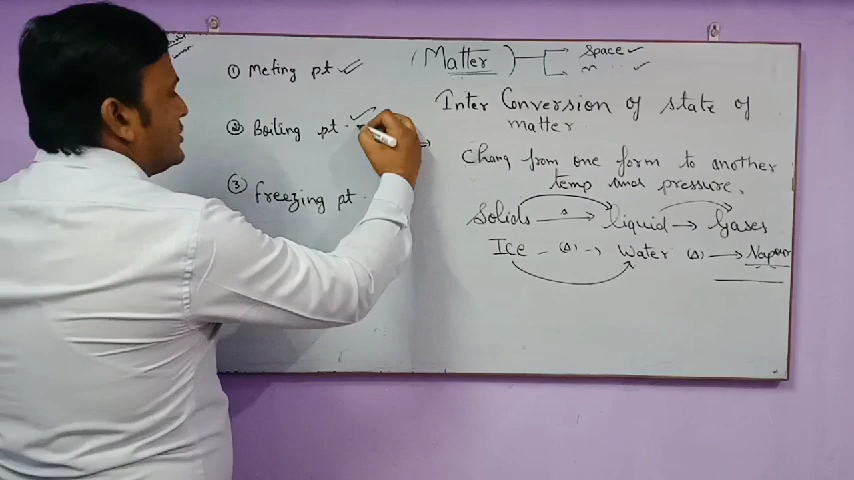 ① Melting pt ✓
② Boiling pt. ✓
③ Freezing pt.
(Matter) → Space ✓
→ m .. ✓
Inter Conversion of state of
matter.
Chang from one form to another
temp and pressure.
Solids Δ→ liquid → Gases
Ice - (Δ) → Water (Δ) → Vapour